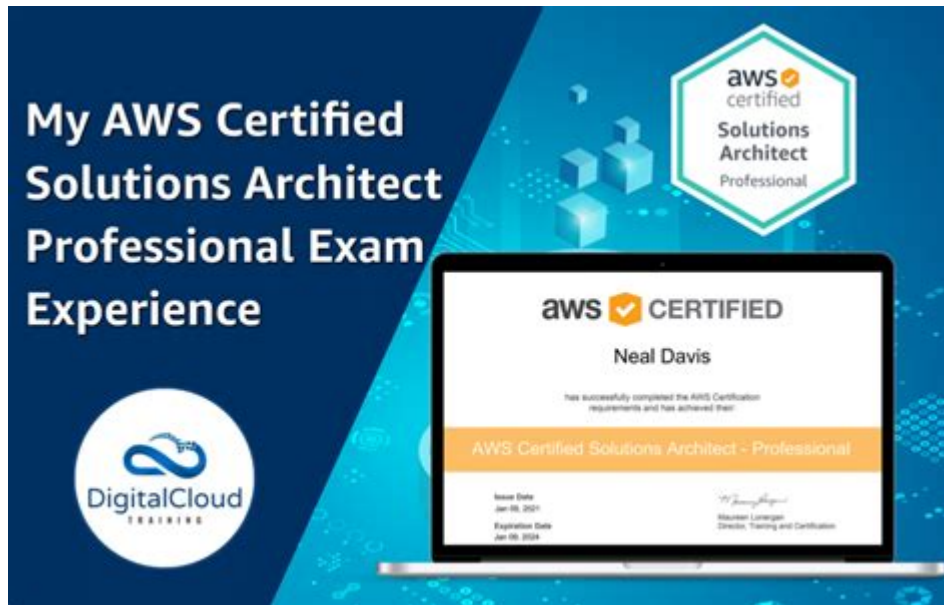 My AWS Certified
Solutions Architect
Professional Exam
Experience
DigitalCloud
TRAINING
aws
certified
Solutions
Architect
Professional
aws CERTIFIED
Neal Davis
has successfully completed the AWS Certification
requirements and has achieved their:
AWS Certified Solutions Architect - Professional
Issue Date
Jan 09, 2021
Expiration Date
Jan 09, 2024
Maureen Lonergan
Director, Training and Certification